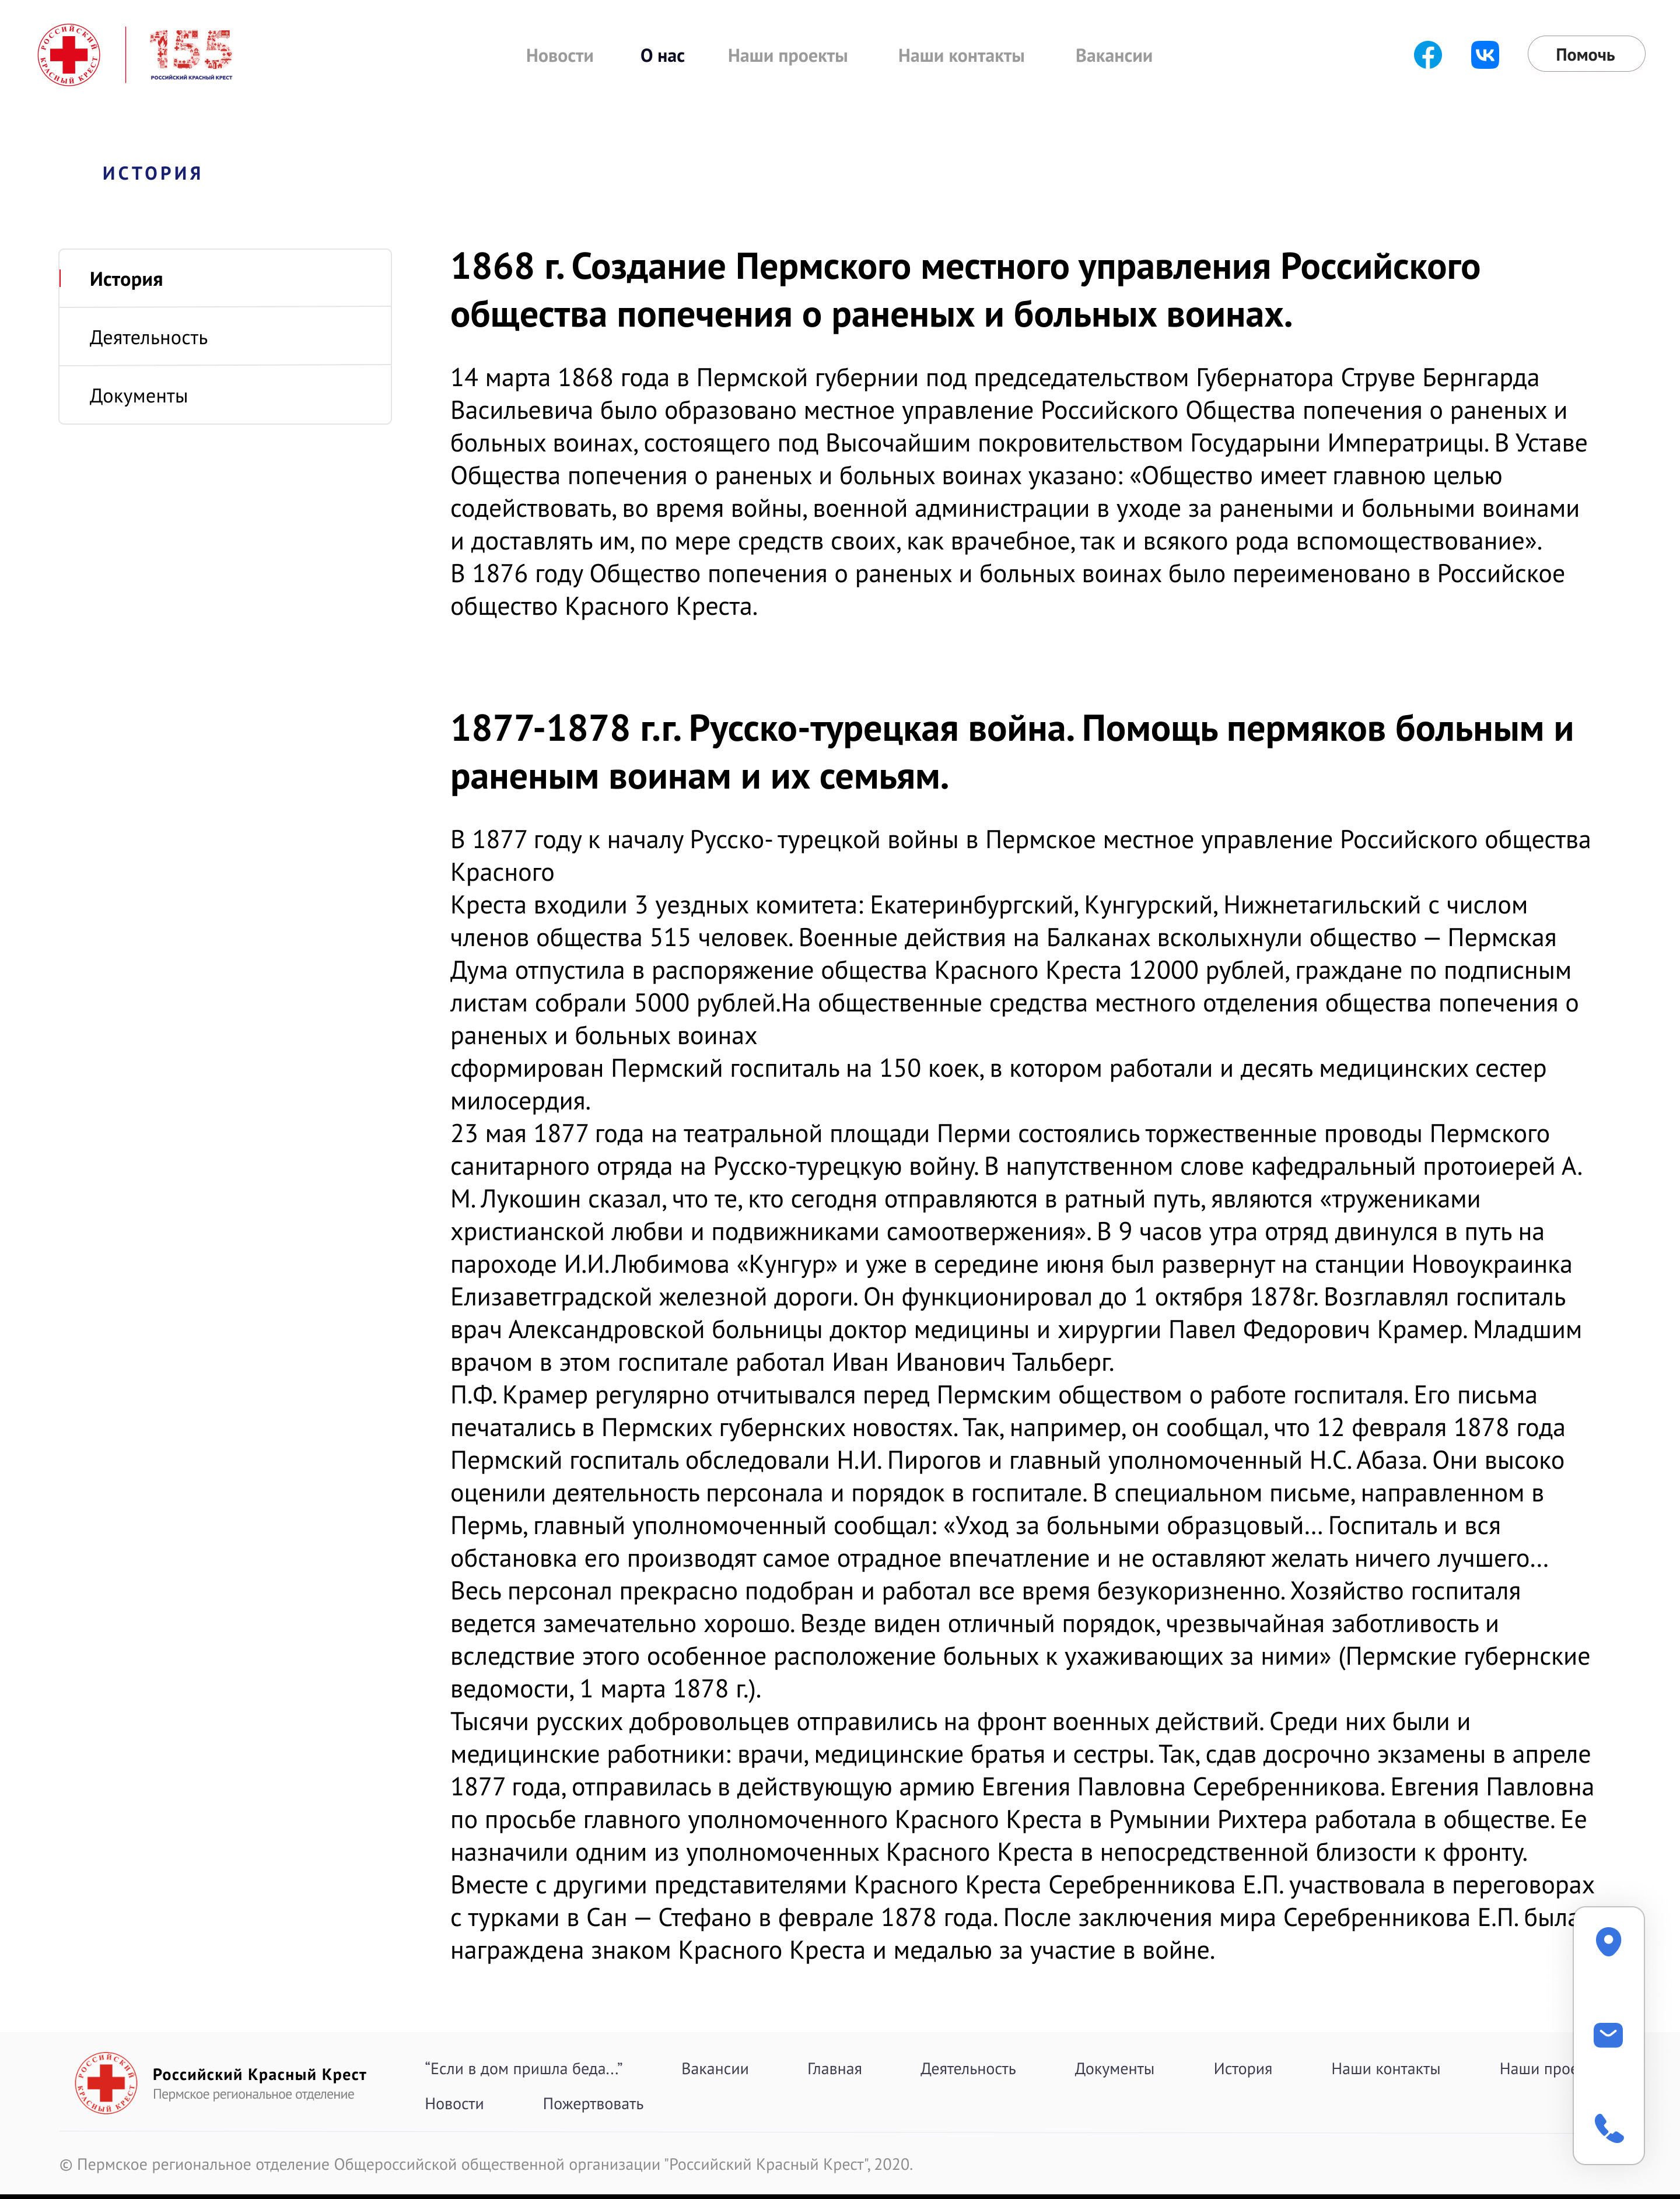 РОССИЙСКИЙ КРАСНЫЙ КРЕСТ
155
РОССИЙСКИЙ КРАСНЫЙ КРЕСТ
Новости О нас Наши проекты Наши контакты Вакансии
Помочь
ИСТОРИЯ
История
Деятельность
Документы
1868 г. Создание Пермского местного управления Российского
общества попечения о раненых и больных воинах.
14 марта 1868 года в Пермской губернии под председательством Губернатора Струве Бернгарда
Васильевича было образовано местное управление Российского Общества попечения о раненых и
больных воинах, состоящего под Высочайшим покровительством Государыни Императрицы. В Уставе
Общества попечения о раненых и больных воинах указано: «Общество имеет главною целью
содействовать, во время войны, военной администрации в уходе за ранеными и больными воинами
и доставлять им, по мере средств своих, как врачебное, так и всякого рода вспомоществование».
В 1876 году Общество попечения о раненых и больных воинах было переименовано в Российское
общество Красного Креста.
1877-1878 г.г. Русско-турецкая война. Помощь пермяков больным и
раненым воинам и их семьям.
В 1877 году к началу Русско- турецкой войны в Пермское местное управление Российского общества
Красного
Креста входили 3 уездных комитета: Екатеринбургский, Кунгурский, Нижнетагильский с числом
членов общества 515 человек. Военные действия на Балканах всколыхнули общество — Пермская
Дума отпустила в распоряжение общества Красного Креста 12000 рублей, граждане по подписным
листам собрали 5000 рублей.На общественные средства местного отделения общества попечения о
раненых и больных воинах
сформирован Пермский госпиталь на 150 коек, в котором работали и десять медицинских сестер
милосердия.
23 мая 1877 года на театральной площади Перми состоялись торжественные проводы Пермского
санитарного отряда на Русско-турецкую войну. В напутственном слове кафедральный протоиерей А.
М. Лукошин сказал, что те, кто сегодня отправляются в ратный путь, являются «тружениками
христианской любви и подвижниками самоотвержения». В 9 часов утра отряд двинулся в путь на
пароходе И.И.Любимова «Кунгур» и уже в середине июня был развернут на станции Новоукраинка
Елизаветградской железной дороги. Он функционировал до 1 октября 1878г. Возглавлял госпиталь
врач Александровской больницы доктор медицины и хирургии Павел Федорович Крамер. Младшим
врачом в этом госпитале работал Иван Иванович Тальберг.
П.Ф. Крамер регулярно отчитывался перед Пермским обществом о работе госпиталя. Его письма
печатались в Пермских губернских новостях. Так, например, он сообщал, что 12 февраля 1878 года
Пермский госпиталь обследовали Н.И. Пирогов и главный уполномоченный Н.С. Абаза. Они высоко
оценили деятельность персонала и порядок в госпитале. В специальном письме, направленном в
Пермь, главный уполномоченный сообщал: «Уход за больными образцовый… Госпиталь и вся
обстановка его производят самое отрадное впечатление и не оставляют желать ничего лучшего…
Весь персонал прекрасно подобран и работал все время безукоризненно. Хозяйство госпиталя
ведется замечательно хорошо. Везде виден отличный порядок, чрезвычайная заботливость и
вследствие этого особенное расположение больных к ухаживающих за ними» (Пермские губернские
ведомости, 1 марта 1878 г.).
Тысячи русских добровольцев отправились на фронт военных действий. Среди них были и
медицинские работники: врачи, медицинские братья и сестры. Так, сдав досрочно экзамены в апреле
1877 года, отправилась в действующую армию Евгения Павловна Серебренникова. Евгения Павловна
по просьбе главного уполномоченного Красного Креста в Румынии Рихтера работала в обществе. Ее
назначили одним из уполномоченных Красного Креста в непосредственной близости к фронту.
Вместе с другими представителями Красного Креста Серебренникова Е.П. участвовала в переговорах
с турками в Сан — Стефано в феврале 1878 года. После заключения мира Серебренникова Е.П. была
награждена знаком Красного Креста и медалью за участие в войне.
РОССИЙСКИЙ КРАСНЫЙ КРЕСТ
Российский Красный Крест
Пермское региональное отделение
“Если в дом пришла беда…” Вакансии Главная Деятельность Документы История Наши контакты Наши
Новости Пожертвовать
© Пермское региональное отделение Общероссийской общественной организации "Российский Красный Крест", 2020.